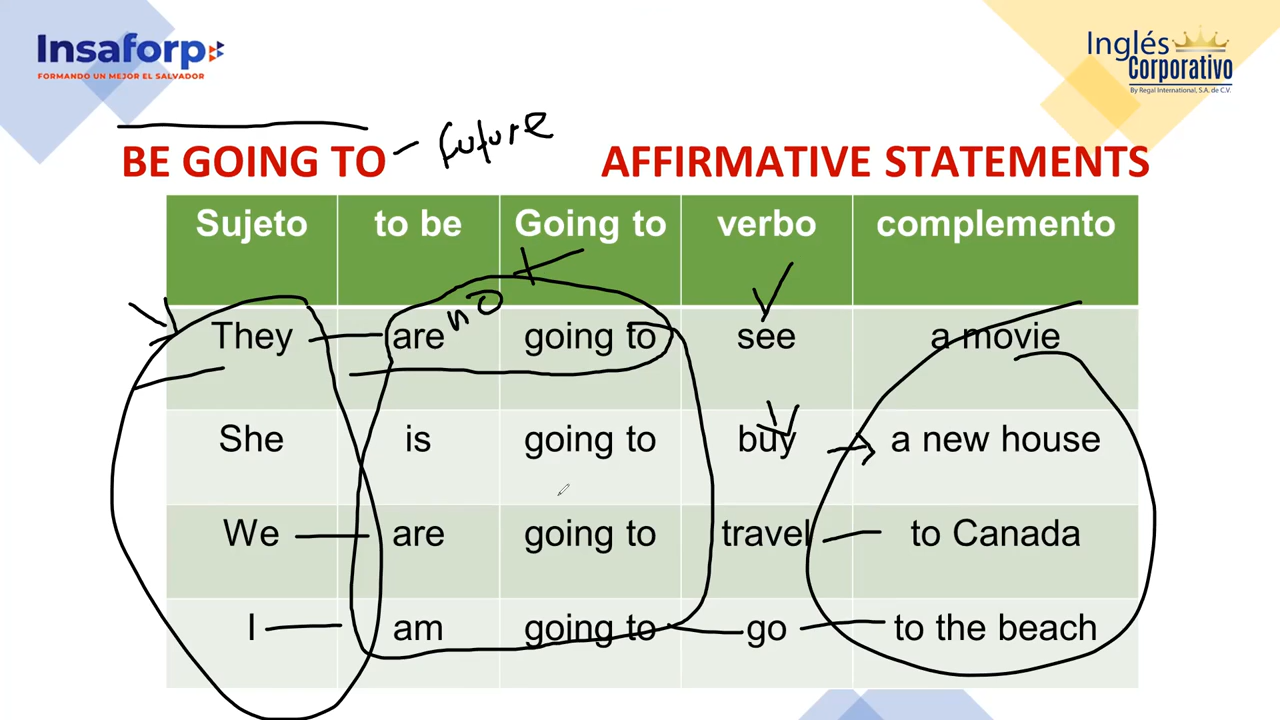 Insaforp
FORMANDO UN MEJOR EL SALVADOR
Inglés
Corporativo
By Regal International, S.A. de C.V.
BE GOING TO - future AFFIRMATIVE STATEMENTS
Sujeto to be Going to verbo complemento
no
They are going to see a movie
She is going to buy a new house
We are going to travel to Canada
I am going to go to the beach